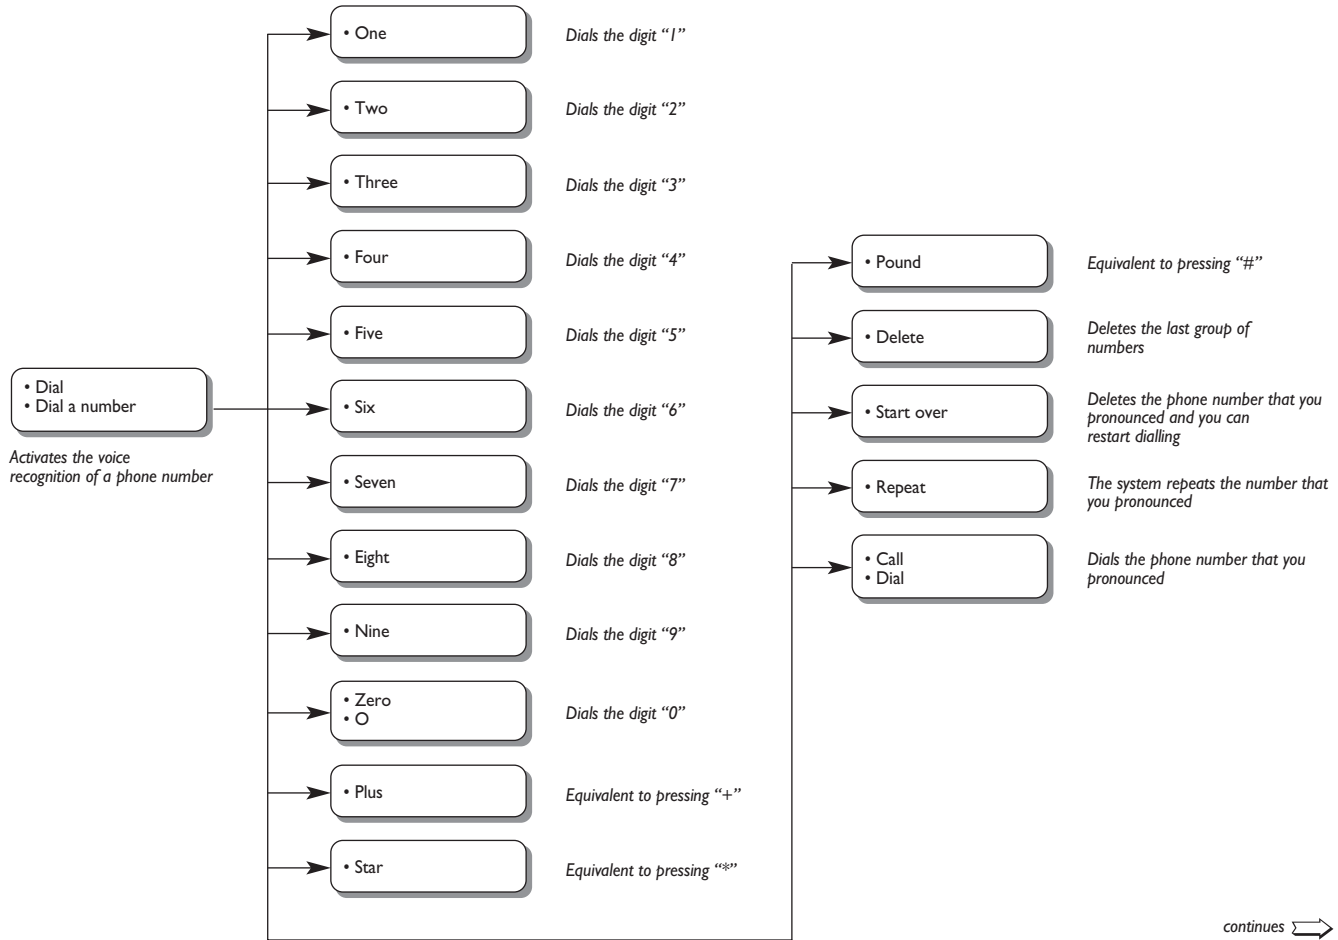 • Dial
• Dial a number
Activates the voice
recognition of a phone number
• One
Dials the digit “1”
• Two
Dials the digit “2”
• Three
Dials the digit “3”
• Four
Dials the digit “4”
• Five
Dials the digit “5”
• Six
Dials the digit “6”
• Seven
Dials the digit “7”
• Eight
Dials the digit “8”
• Nine
Dials the digit “9”
• Zero
• O
Dials the digit “0”
• Plus
Equivalent to pressing “+”
• Star
Equivalent to pressing “*”
• Pound
Equivalent to pressing “#”
• Delete
Deletes the last group of
numbers
• Start over
Deletes the phone number that you
pronounced and you can
restart dialling
• Repeat
The system repeats the number that
you pronounced
• Call
• Dial
Dials the phone number that you
pronounced
continues